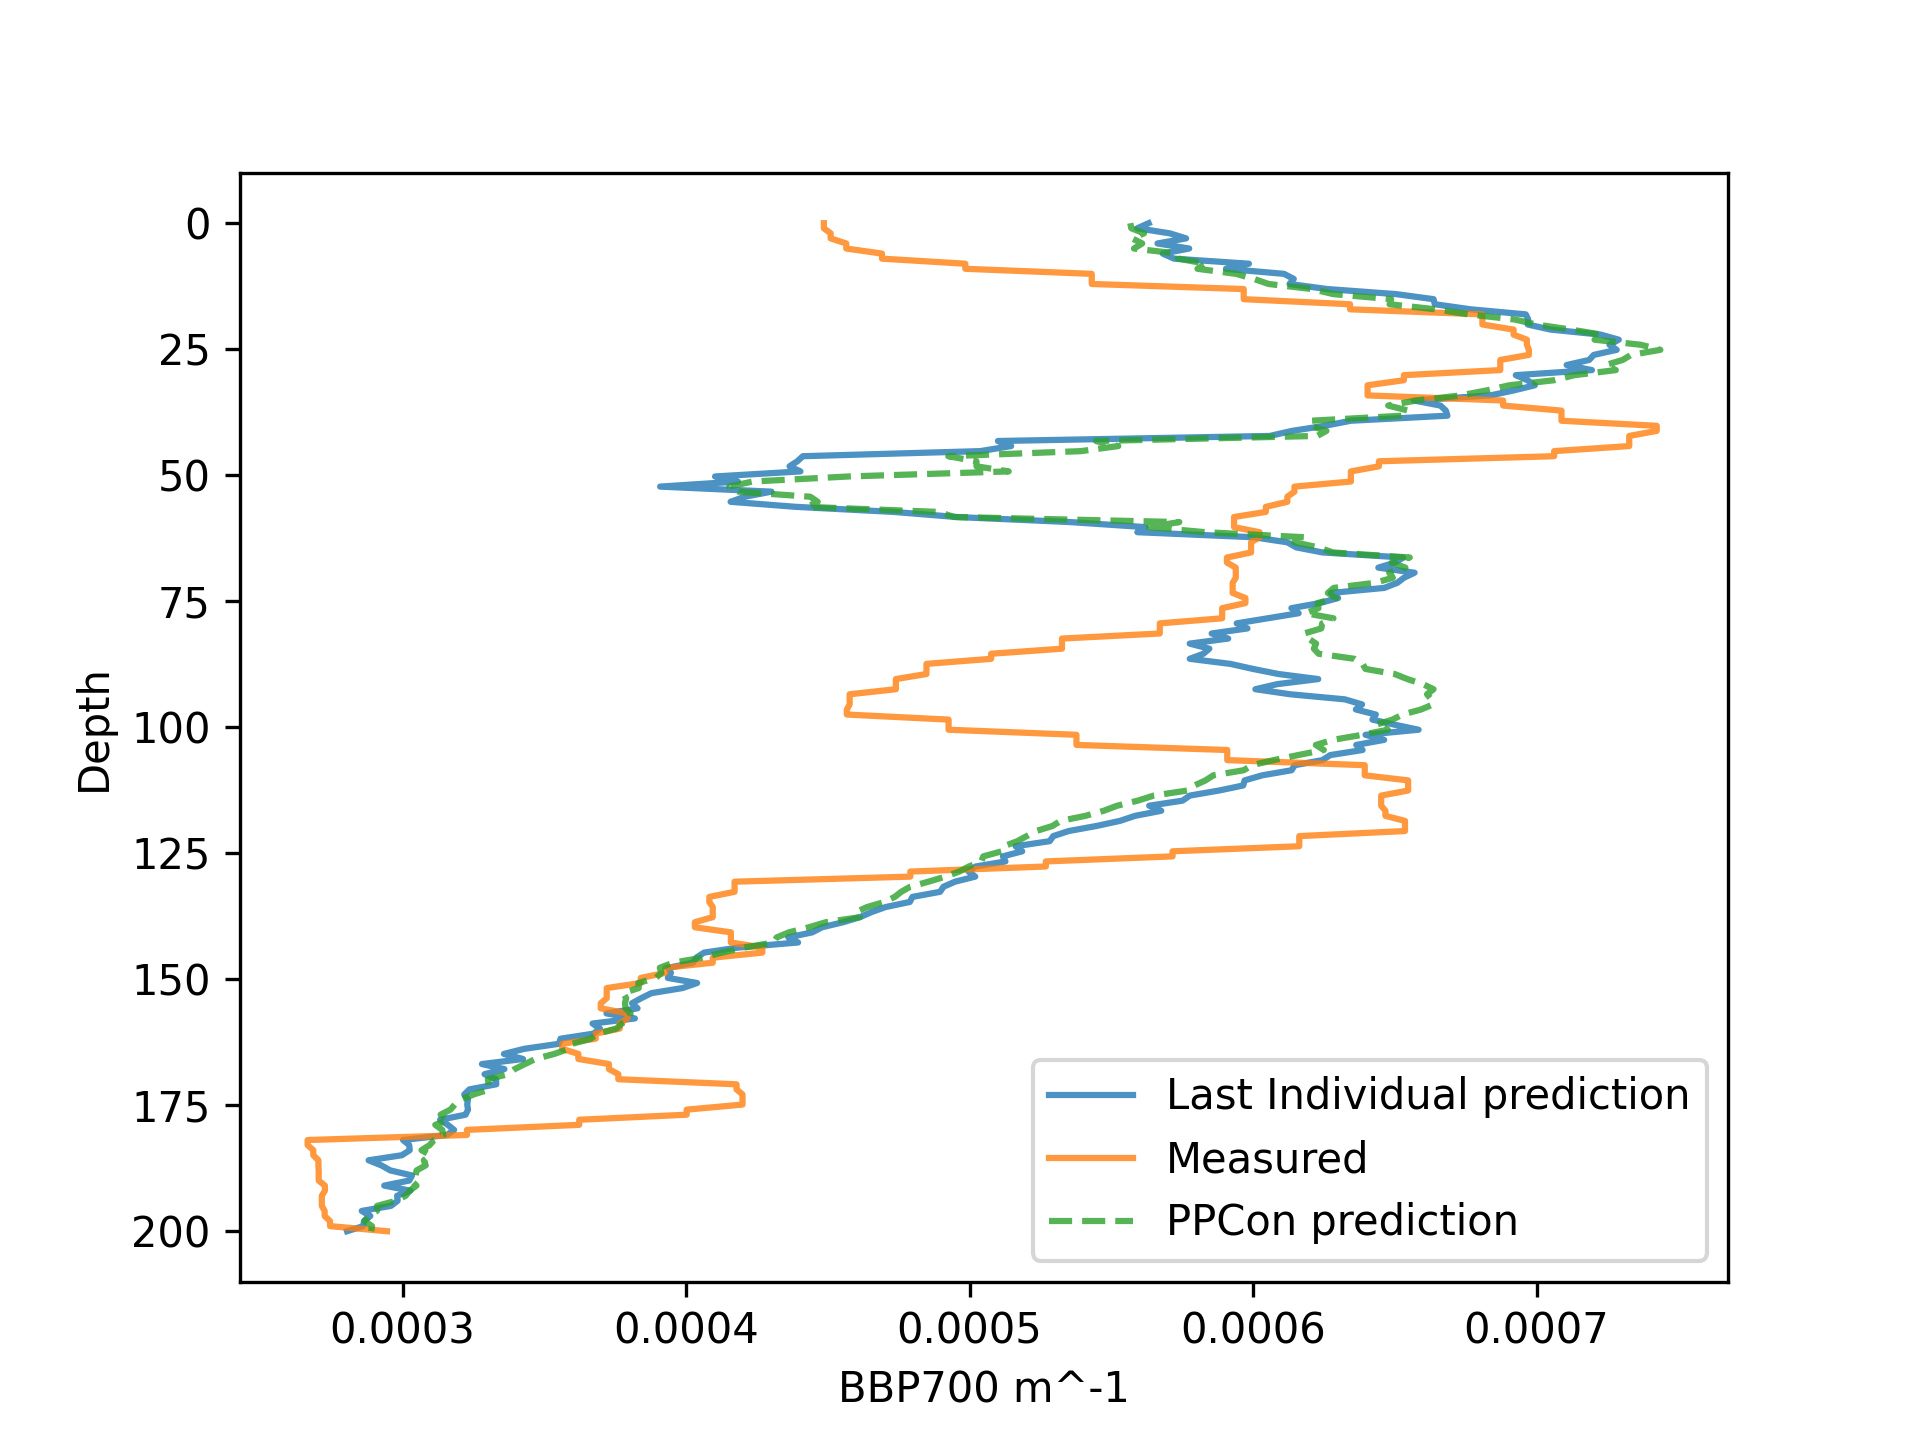 0
25
50
75
100
125
150
175
200
Depth
0.0003 0.0004 0.0005 0.0006 0.0007
BBP700 m^-1
Last Individual prediction
Measured
PPCon prediction